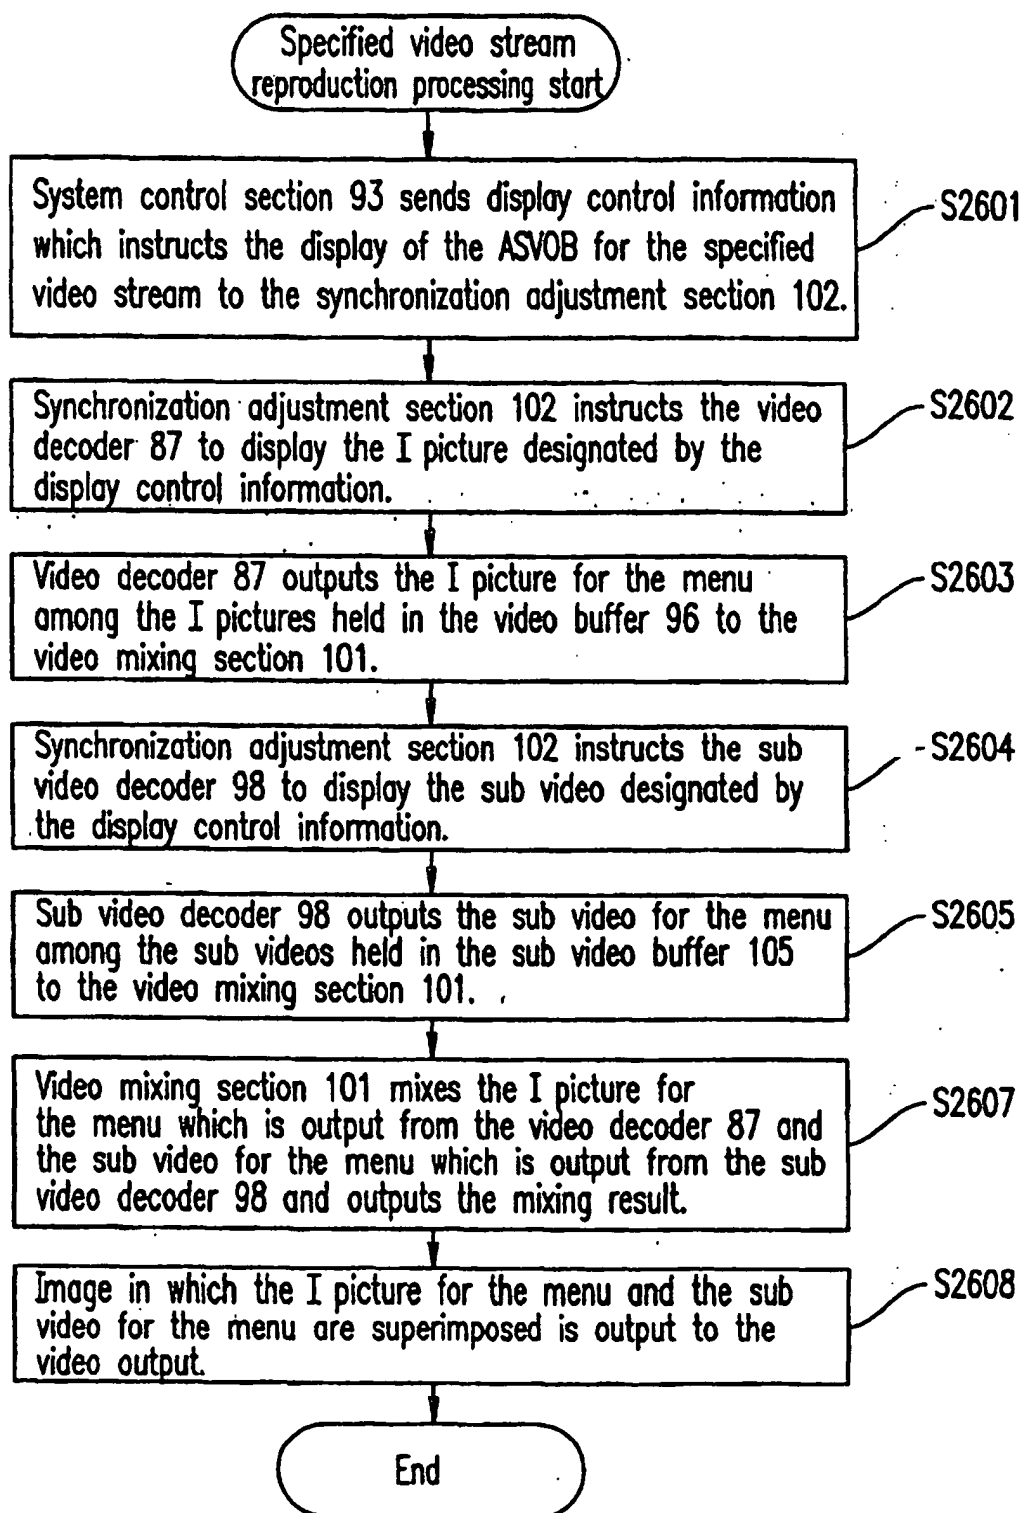 Specified video stream
reproduction processing start
System control section 93 sends display control information
which instructs the display of the ASVOB for the specified
video stream to the synchronization adjustment section 102.
S2601
Synchronization adjustment section 102 instructs the video
decoder 87 to display the I picture designated by the
display control information.
S2602
Video decoder 87 outputs the I picture for the menu
among the I pictures held in the video buffer 96 to the
video mixing section 101.
S2603
Synchronization adjustment section 102 instructs the sub
video decoder 98 to display the sub video designated by
the display control information.
S2604
Sub video decoder 98 outputs the sub video for the menu
among the sub videos held in the sub video buffer 105
to the video mixing section 101.
S2605
Video mixing section 101 mixes the I picture for
the menu which is output from the video decoder 87 and
the sub video for the menu which is output from the sub
video decoder 98 and outputs the mixing result.
S2607
Image in which the I picture for the menu and the sub
video for the menu are superimposed is output to the
video output.
S2608
End